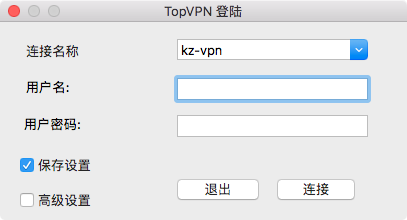 TopVPN 登陆
连接名称 kz-vpn
用户名:
用户密码:
保存设置
高级设置 退出 连接